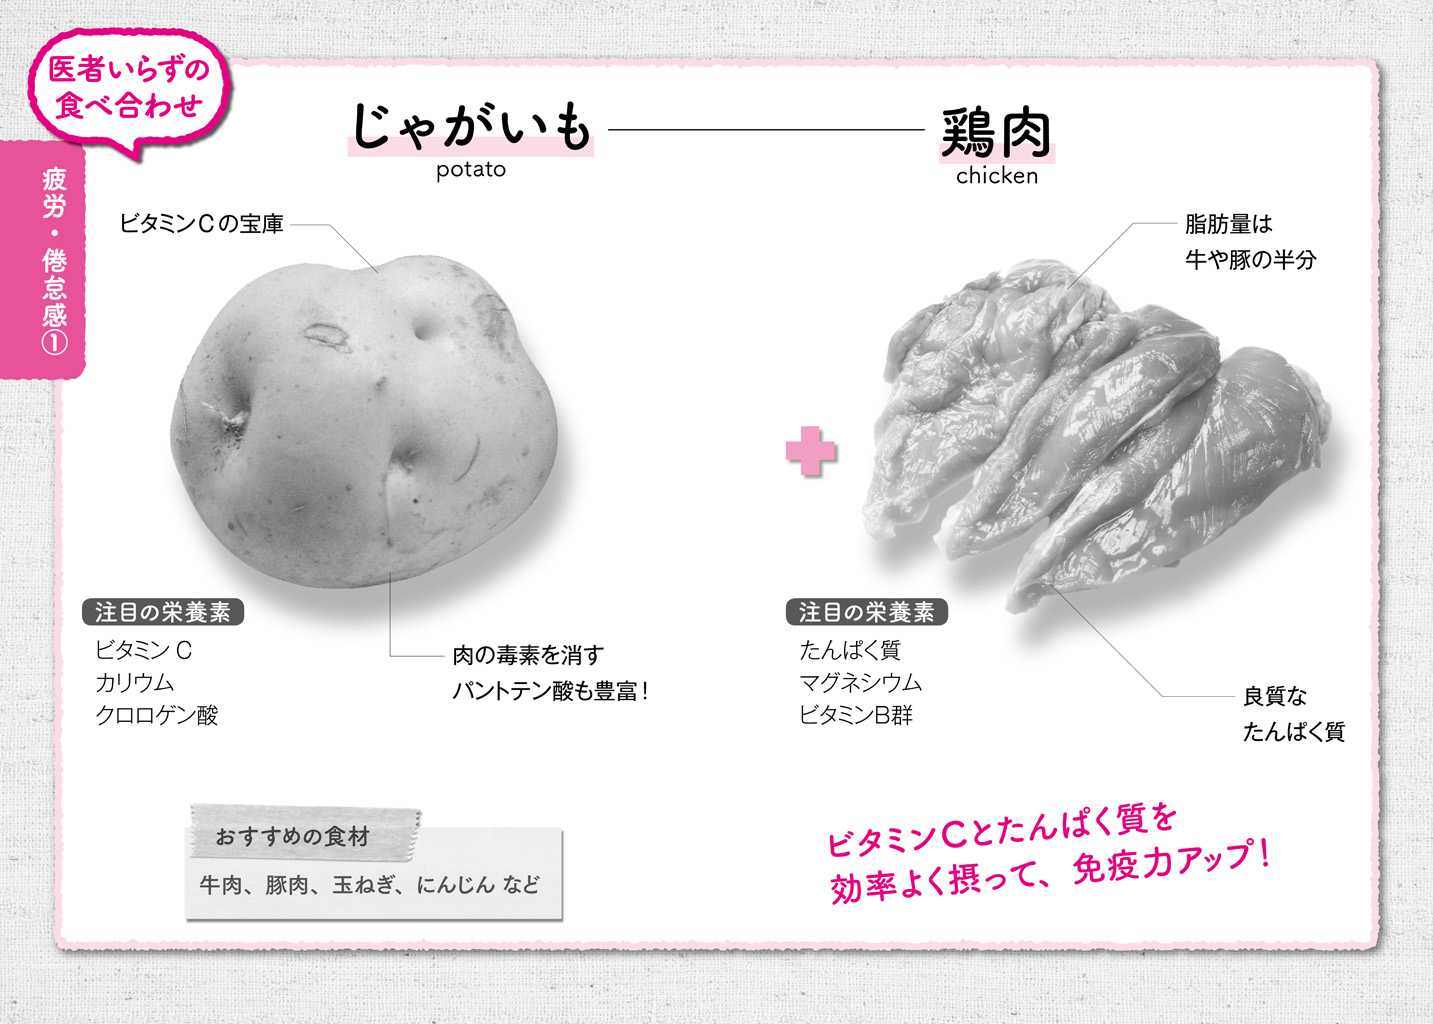 医者いらずの
食べ合わせ
疲労・倦怠感①
じゃがいも
potato
鶏肉
chicken
ビタミンCの宝庫
脂肪量は
牛や豚の半分
注目の栄養素
ビタミンC
カリウム
クロロゲン酸
肉の毒素を消す
パントテン酸も豊富！
注目の栄養素
たんぱく質
マグネシウム
ビタミンB群
良質な
たんぱく質
おすすめの食材
牛肉、豚肉、玉ねぎ、にんじん など
ビタミンCとたんぱく質を
効率よく摂って、免疫力アップ！